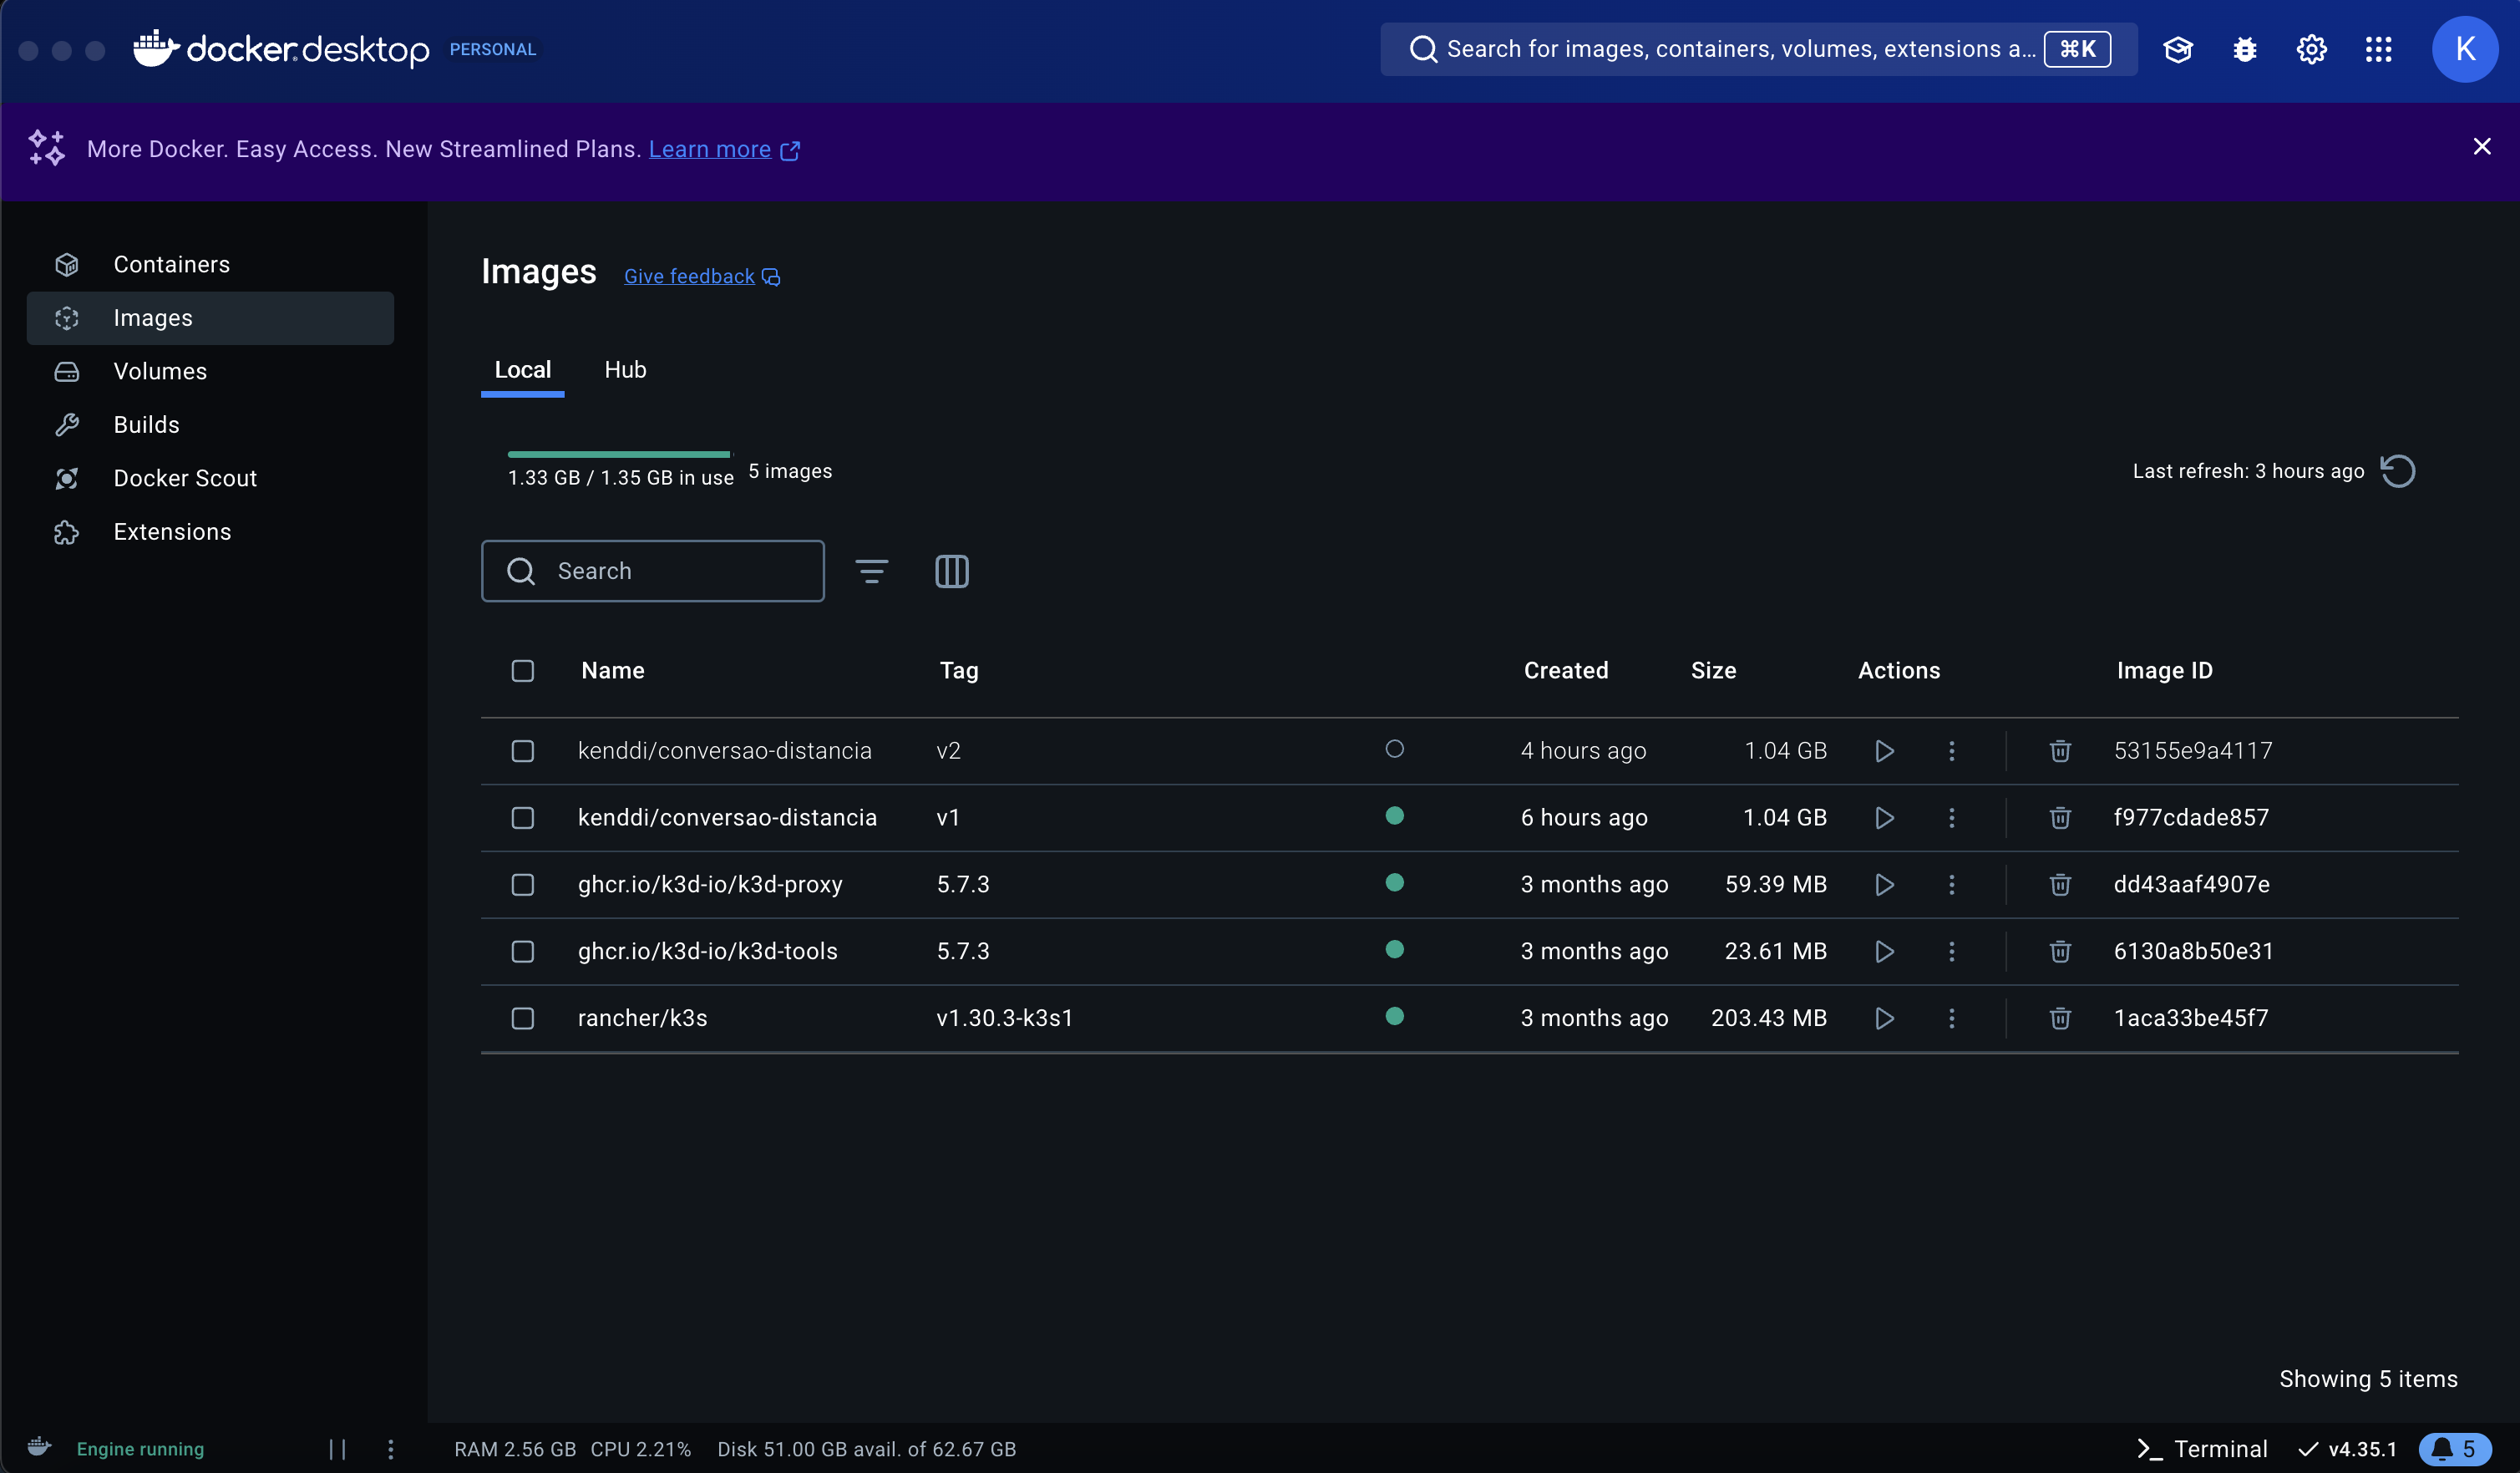 docker desktop PERSONAL
Search for images, containers, volumes, extensions a... ⌘K
K
More Docker. Easy Access. New Streamlined Plans. Learn more
Containers
Images
Volumes
Builds
Docker Scout
Extensions
Images Give feedback
Local Hub
1.33 GB / 1.35 GB in use 5 images
Last refresh: 3 hours ago
Search
Name Tag Created Size Actions Image ID
kenddi/conversao-distancia v2 4 hours ago 1.04 GB 53155e9a4117
kenddi/conversao-distancia v1 6 hours ago 1.04 GB f977cdade857
ghcr.io/k3d-io/k3d-proxy 5.7.3 3 months ago 59.39 MB dd43aaf4907e
ghcr.io/k3d-io/k3d-tools 5.7.3 3 months ago 23.61 MB 6130a8b50e31
rancher/k3s v1.30.3-k3s1 3 months ago 203.43 MB 1aca33be45f7
Showing 5 items
Engine running RAM 2.56 GB CPU 2.21% Disk 51.00 GB avail. of 62.67 GB Terminal v4.35.1 5